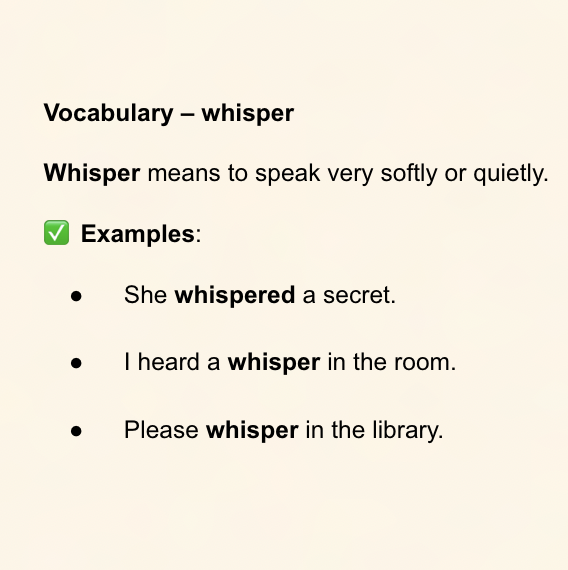 Vocabulary – whisper
Whisper means to speak very softly or quietly.
✅ Examples:
● She whispered a secret.
● I heard a whisper in the room.
● Please whisper in the library.